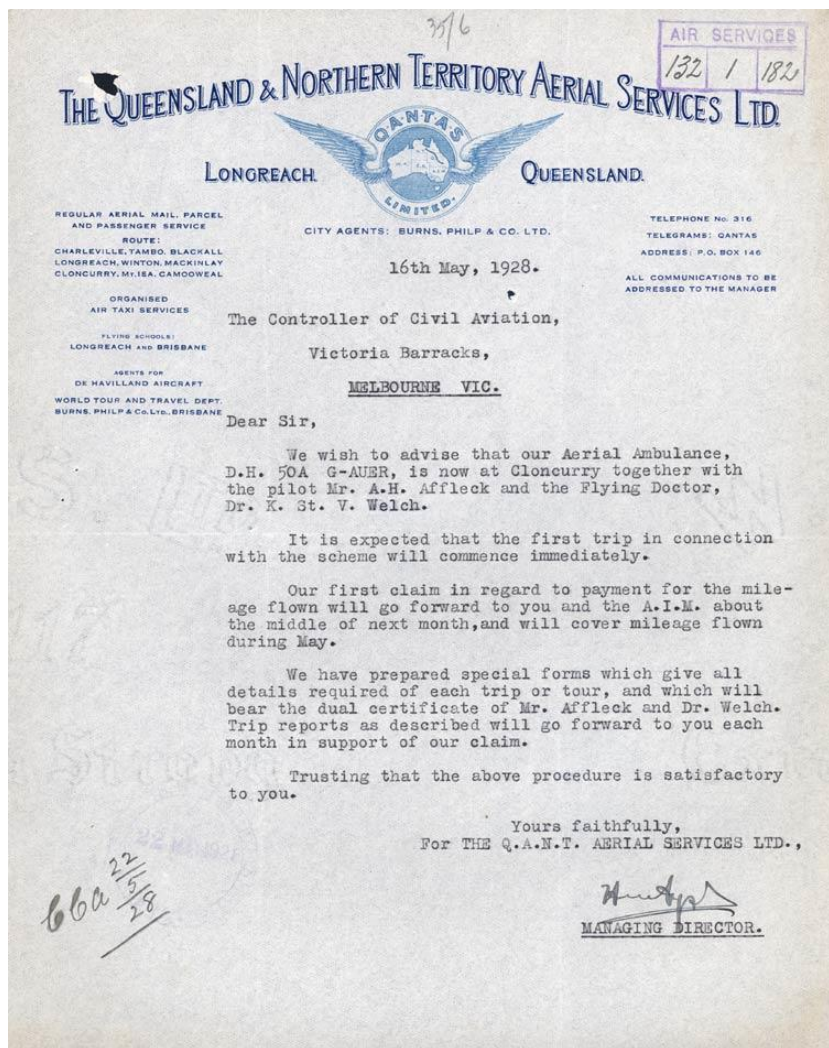 35/6
AIR SERVICES
132 1 182
THE QUEENSLAND & NORTHERN TERRITORY AERIAL SERVICES LTD.
Q·A·N·T·A·S
LIMITED.
LONGREACH. QUEENSLAND.
CITY AGENTS: BURNS, PHILP & CO. LTD.
REGULAR AERIAL MAIL, PARCEL
AND PASSENGER SERVICE
ROUTE:
CHARLEVILLE, TAMBO, BLACKALL
LONGREACH, WINTON, MACKINLAY
CLONCURRY, MT. ISA, CAMOOWEAL
ORGANISED
AIR TAXI SERVICES
FLYING SCHOOLS:
LONGREACH AND BRISBANE
AGENTS FOR
DE HAVILLAND AIRCRAFT
WORLD TOUR AND TRAVEL DEPT.
BURNS, PHILP & CO. LTD., BRISBANE
TELEPHONE No. 316
TELEGRAMS: QANTAS
ADDRESS: P.O. BOX 146
ALL COMMUNICATIONS TO BE
ADDRESSED TO THE MANAGER
16th May, 1928.
The Controller of Civil Aviation,
Victoria Barracks,
MELBOURNE VIC.
Dear Sir,
We wish to advise that our Aerial Ambulance,
D.H. 50A G-AUER, is now at Cloncurry together with
the pilot Mr. A.H. Affleck and the Flying Doctor,
Dr. K. St. V. Welch.
It is expected that the first trip in connection
with the scheme will commence immediately.
Our first claim in regard to payment for the mile-
age flown will go forward to you and the A.I.M. about
the middle of next month,and will cover mileage flown
during May.
We have prepared special forms which give all
details required of each trip or tour, and which will
bear the dual certificate of Mr. Affleck and Dr. Welch.
Trip reports as described will go forward to you each
month in support of our claim.
Trusting that the above procedure is satisfactory
to you.
Yours faithfully,
For THE Q.A.N.T. AERIAL SERVICES LTD.,
MANAGING DIRECTOR.
66a 22/5/28